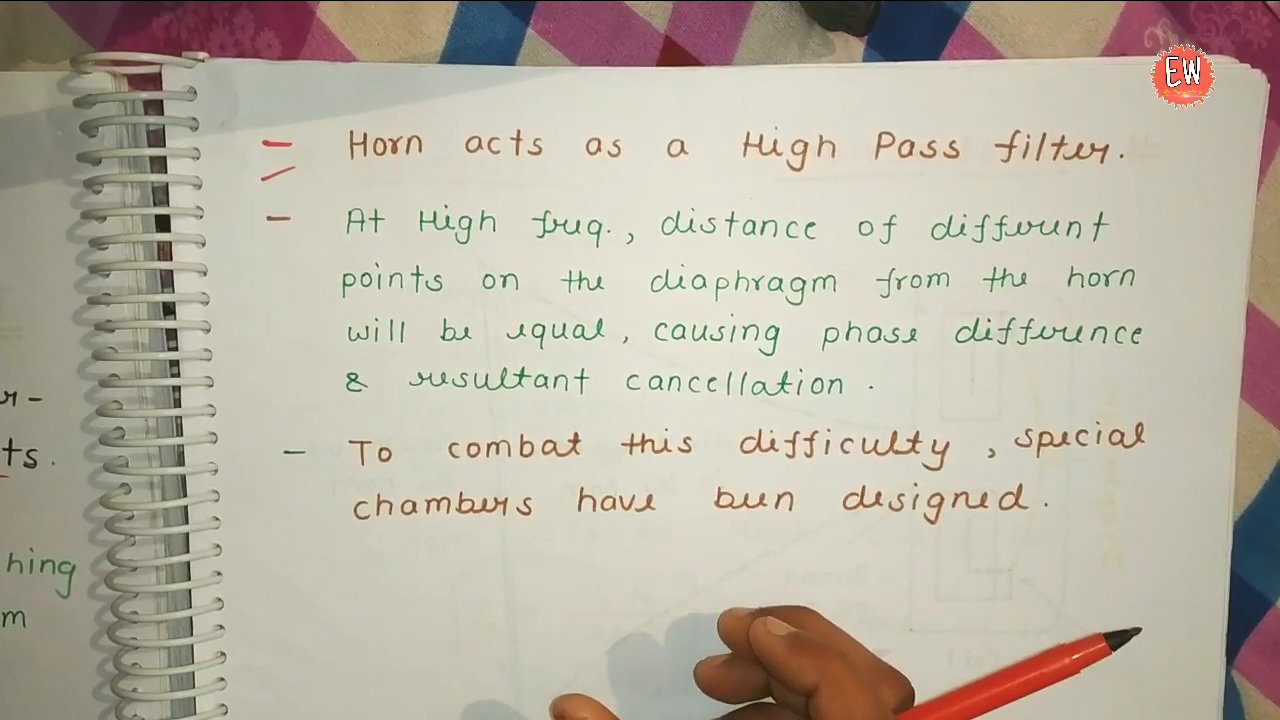 EW
- Horn acts as a High Pass filter.
- At High freq., distance of different
points on the diaphragm from the horn
will be equal, causing phase difference
& resultant cancellation.
- To combat this difficulty, special
chambers have been designed.
r-
ts.
hing
m